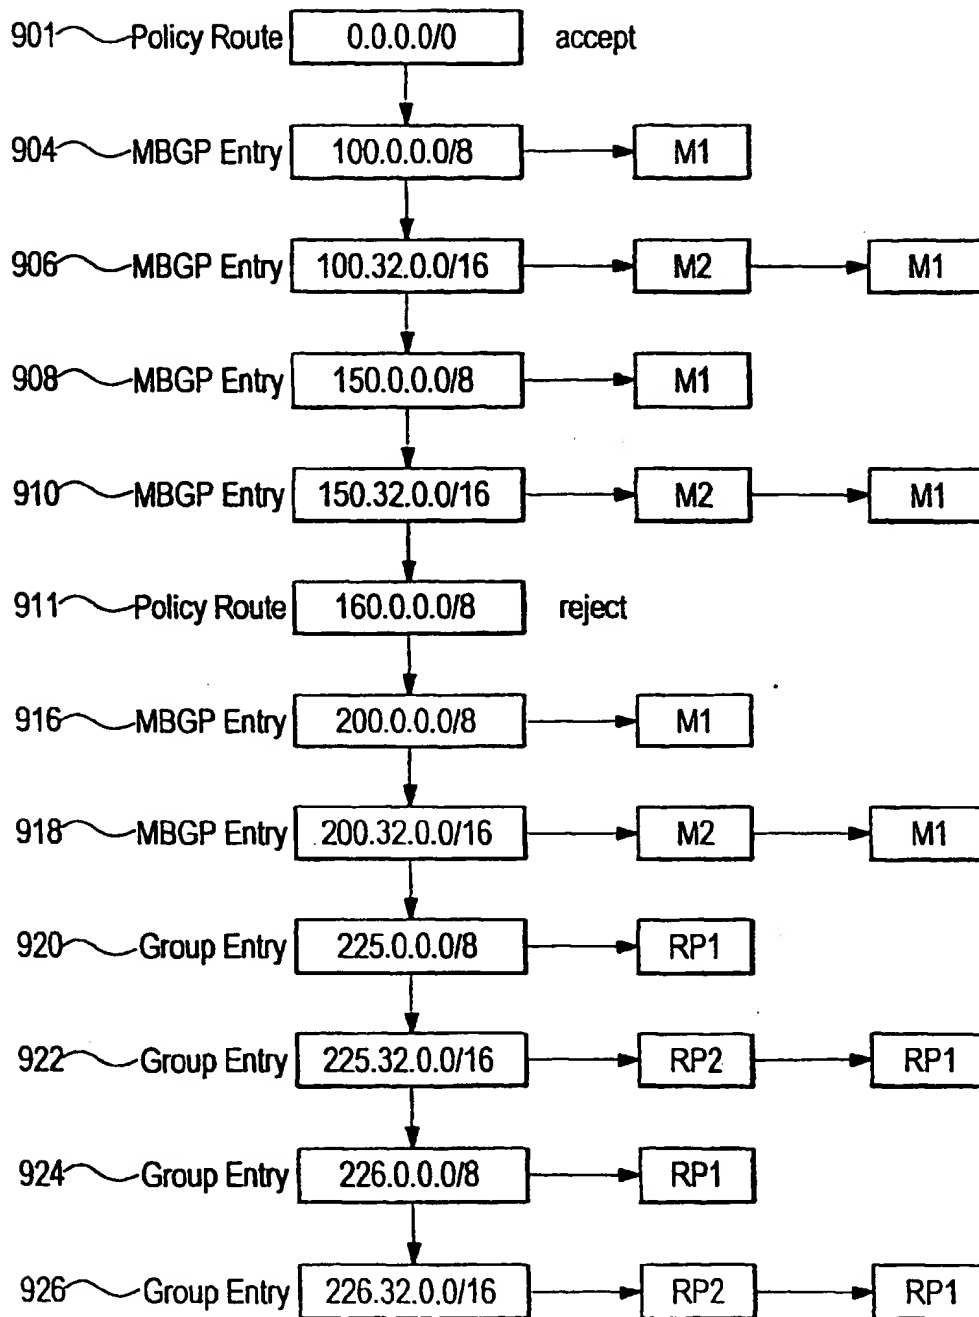 901 Policy Route 0.0.0.0/0 accept
904 MBGP Entry 100.0.0.0/8 M1
906 MBGP Entry 100.32.0.0/16 M2 M1
908 MBGP Entry 150.0.0.0/8 M1
910 MBGP Entry 150.32.0.0/16 M2 M1
911 Policy Route 160.0.0.0/8 reject
916 MBGP Entry 200.0.0.0/8 M1
918 MBGP Entry 200.32.0.0/16 M2 M1
920 Group Entry 225.0.0.0/8 RP1
922 Group Entry 225.32.0.0/16 RP2 RP1
924 Group Entry 226.0.0.0/8 RP1
926 Group Entry 226.32.0.0/16 RP2 RP1